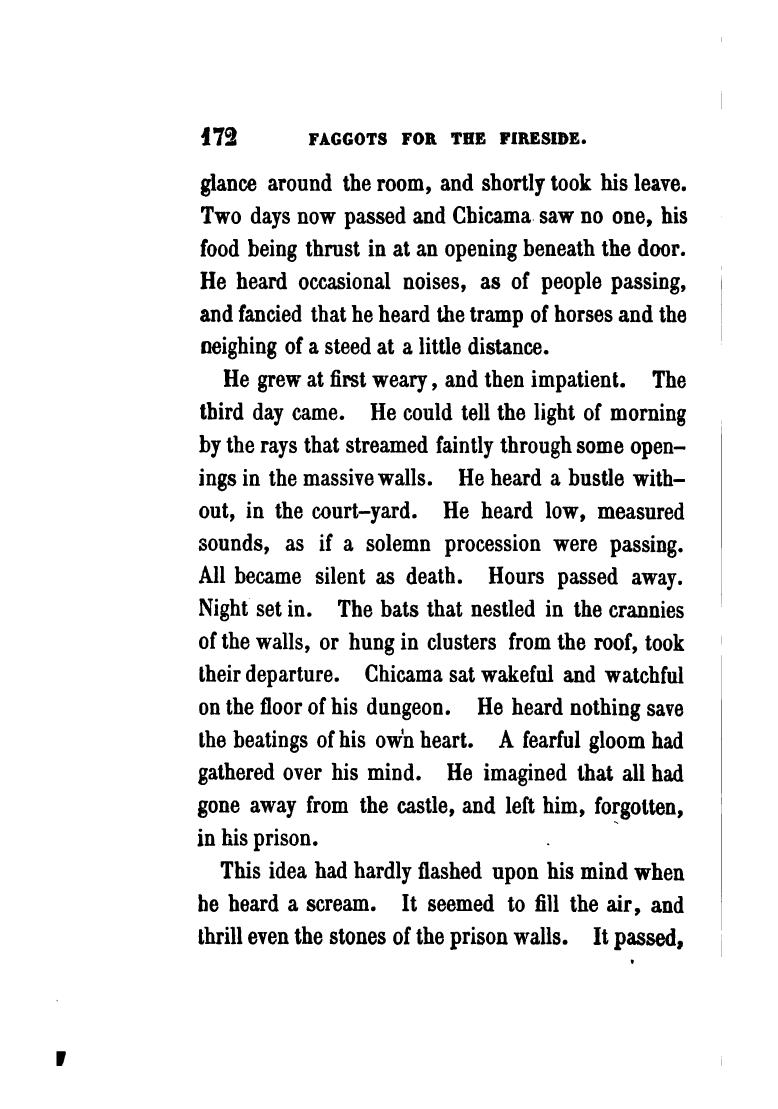 172 FAGGOTS FOR THE FIRESIDE.
glance around the room, and shortly took his leave.
Two days now passed and Chicama saw no one, his
food being thrust in at an opening beneath the door.
He heard occasional noises, as of people passing,
and fancied that he heard the tramp of horses and the
neighing of a steed at a little distance.
He grew at first weary, and then impatient. The
third day came. He could tell the light of morning
by the rays that streamed faintly through some open-
ings in the massive walls. He heard a bustle with-
out, in the court-yard. He heard low, measured
sounds, as if a solemn procession were passing.
All became silent as death. Hours passed away.
Night set in. The bats that nestled in the crannies
of the walls, or hung in clusters from the roof, took
their departure. Chicama sat wakeful and watchful
on the floor of his dungeon. He heard nothing save
the beatings of his own heart. A fearful gloom had
gathered over his mind. He imagined that all had
gone away from the castle, and left him, forgotten,
in his prison.
This idea had hardly flashed upon his mind when
he heard a scream. It seemed to fill the air, and
thrill even the stones of the prison walls. It passed,